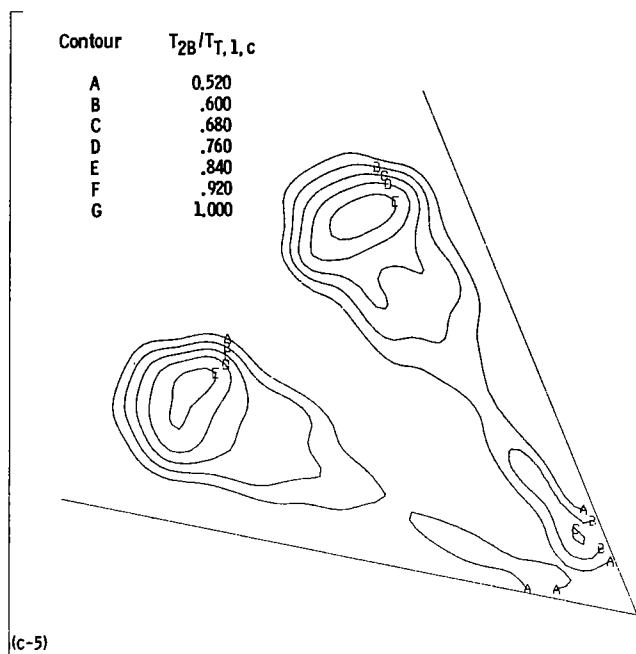 Contour T2B/TT, 1, c
A 0.520
B .600
C .680
D .760
E .840
F .920
G 1.000
B
C
D
E
A
B
D
E
A
B
C
B
A
A A
(c-5)